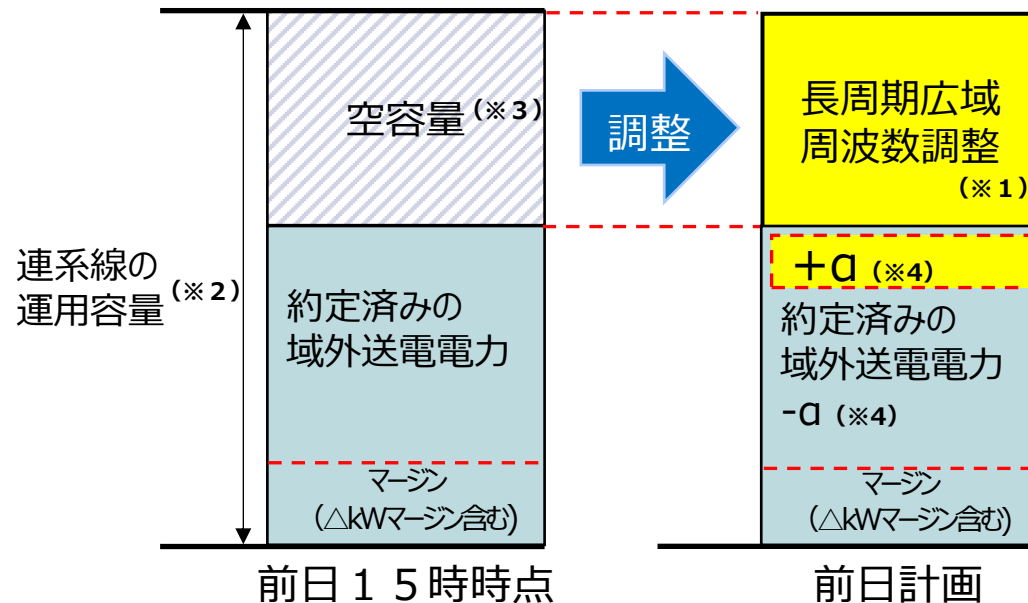 空容量（※３）
調整
長周期広域
周波数調整
（※１）
連系線の
運用容量（※２）
約定済みの
域外送電電力
マージン
（△kWマージン含む）
＋α（※4）
約定済みの
域外送電電力
-α（※4）
マージン
（△kWマージン含む）
前日１５時時点
前日計画